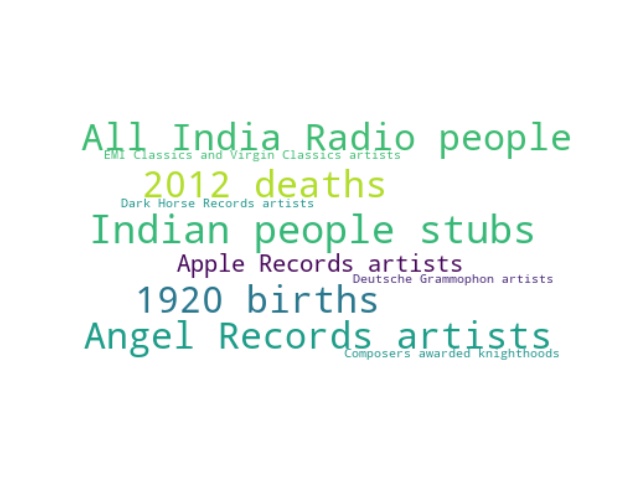 All India Radio people
EMI Classics and Virgin Classics artists
2012 deaths
Dark Horse Records artists
Indian people stubs
Apple Records artists
Deutsche Grammophon artists
1920 births
Angel Records artists
Composers awarded knighthoods